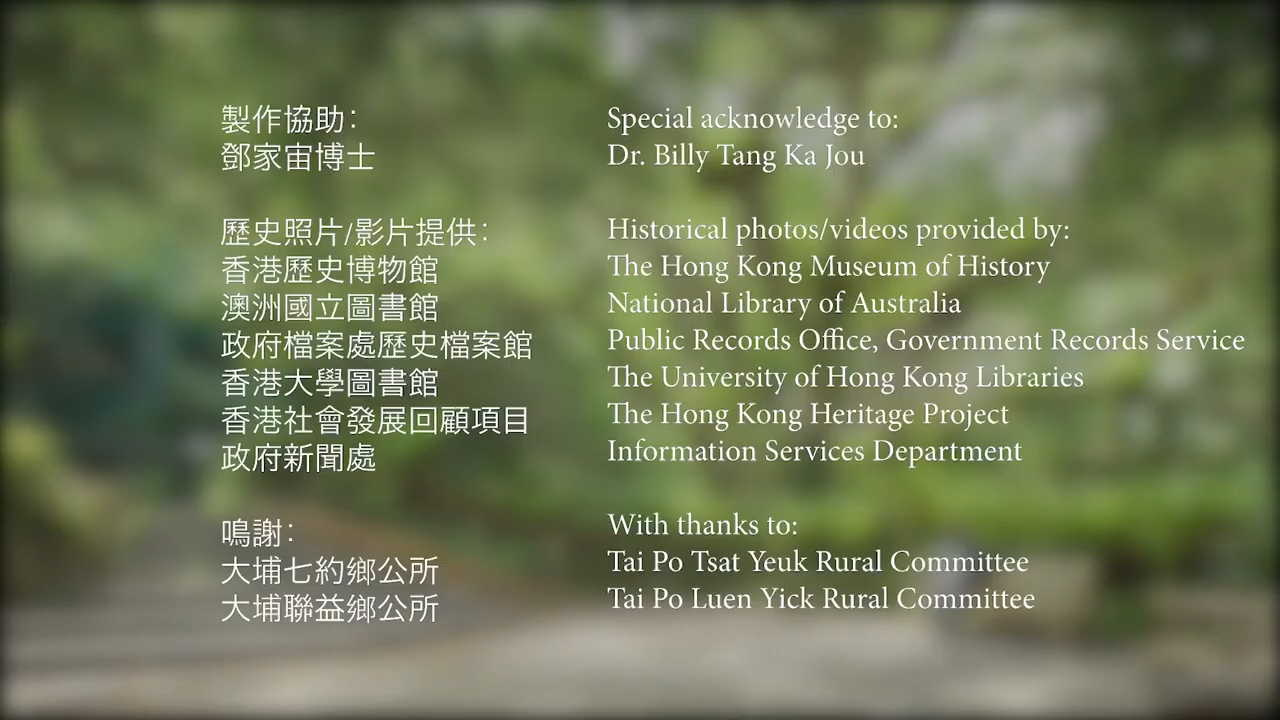 製作協助：
鄧家宙博士
歷史照片/影片提供：
香港歷史博物館
澳洲國立圖書館
政府檔案處歷史檔案館
香港大學圖書館
香港社會發展回顧項目
政府新聞處
鳴謝：
大埔七約鄉公所
大埔聯益鄉公所
Special acknowledge to:
Dr. Billy Tang Ka Jou
Historical photos/videos provided by:
The Hong Kong Museum of History
National Library of Australia
Public Records Office, Government Records Service
The University of Hong Kong Libraries
The Hong Kong Heritage Project
Information Services Department
With thanks to:
Tai Po Tsat Yeuk Rural Committee
Tai Po Luen Yick Rural Committee